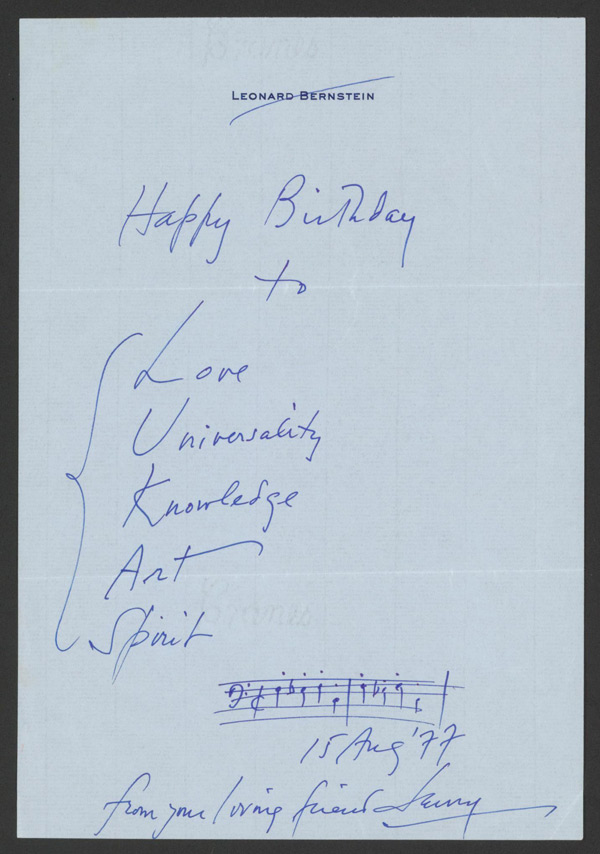 LEONARD BERNSTEIN
Happy Birthday
to
Love
Universality
Knowledge
Art
Spirit
15 Aug '77
from your loving friend Lenny